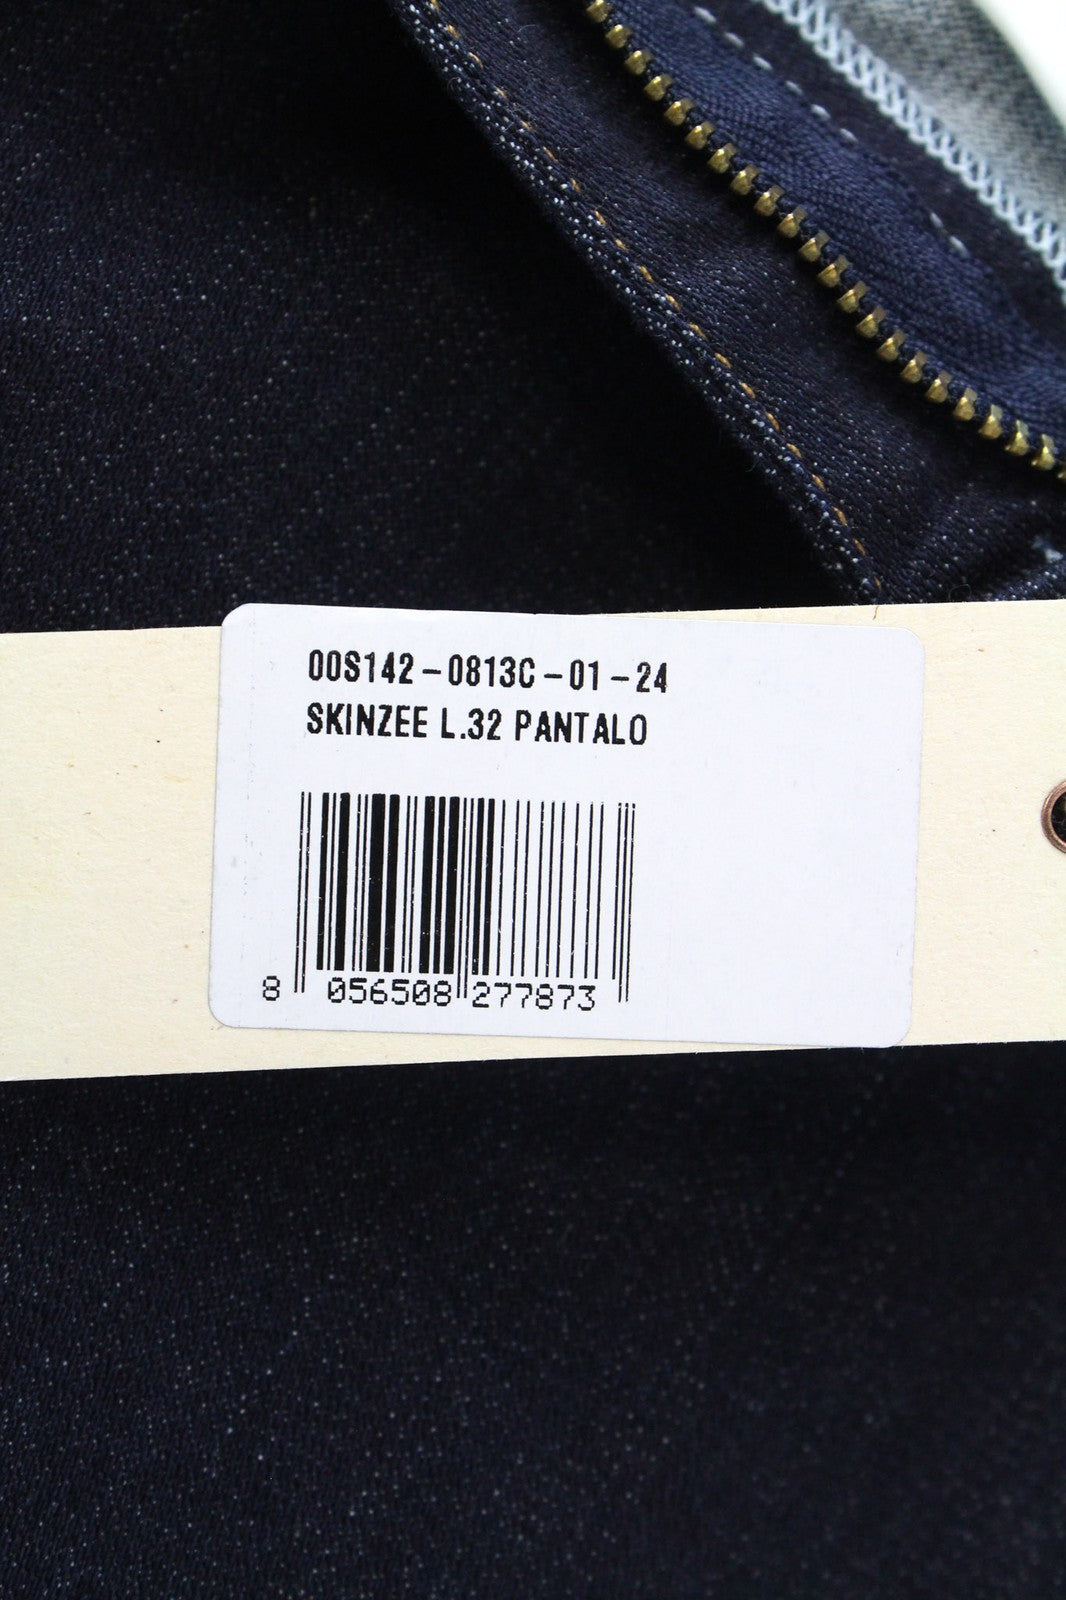 00S142-0813C-01-24
SKINZEE L.32 PANTALO
8 056508 277873